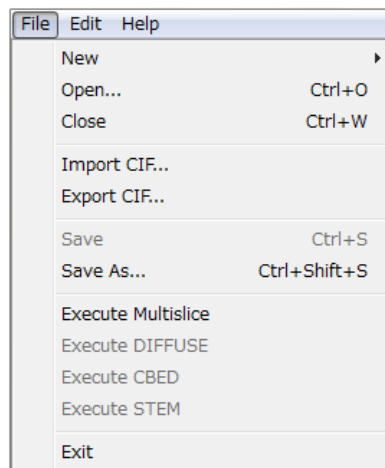 File Edit Help
New
Open... Ctrl+O
Close Ctrl+W
Import CIF...
Export CIF...
Save Ctrl+S
Save As... Ctrl+Shift+S
Execute Multislice
Execute DIFFUSE
Execute CBED
Execute STEM
Exit